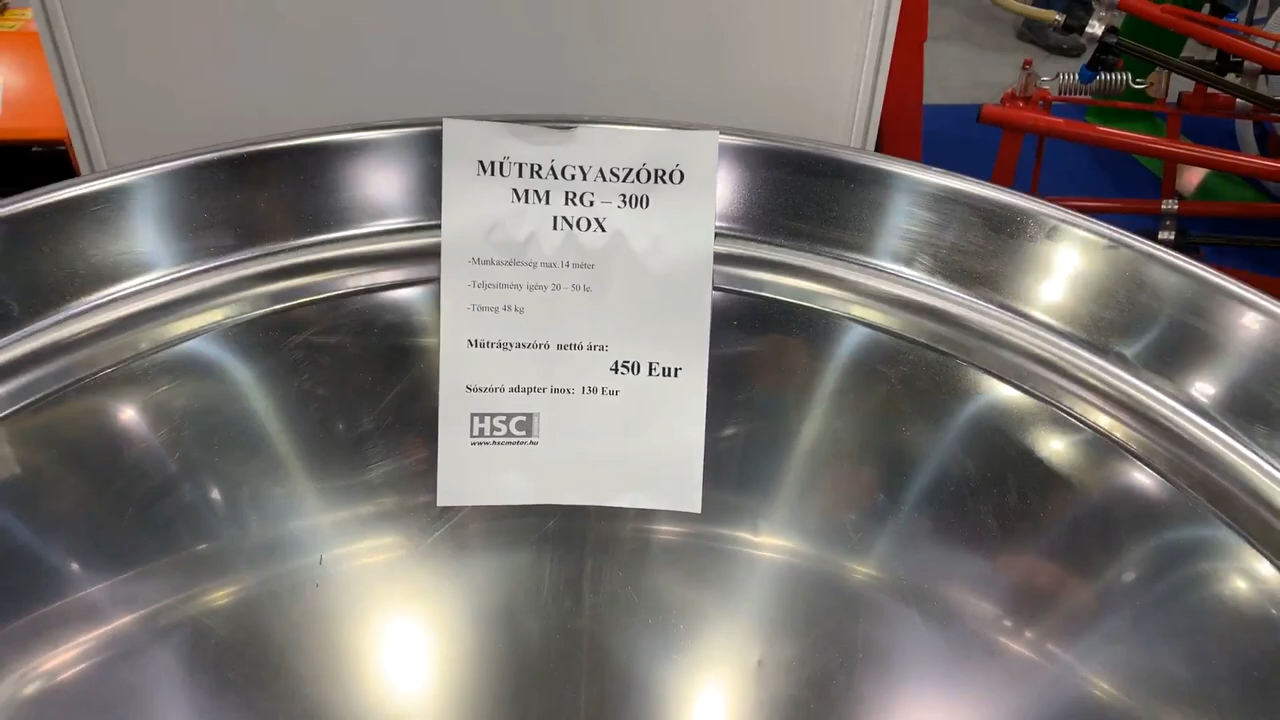 MŰTRÁGYASZÓRÓ
MM RG – 300
INOX
-Munkaszélesség max.14 méter
-Teljesítmény igény 20 – 50 le.
-Tömeg 48 kg
Műtrágyaszóró nettó ára:
450 Eur
Sószóró adapter inox: 130 Eur
HSC
www.hscmotor.hu